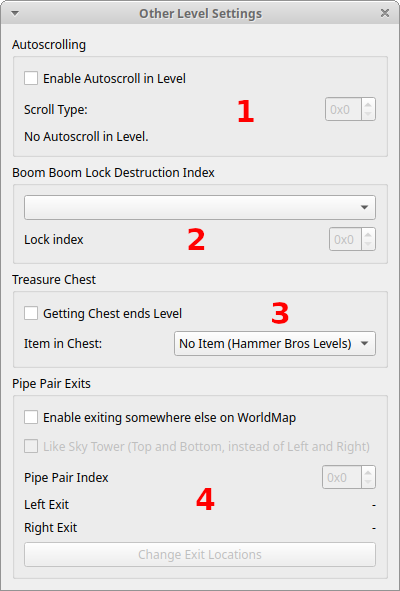 Other Level Settings
Autoscrolling
Enable Autoscroll in Level
Scroll Type:
1
0x0
No Autoscroll in Level.
Boom Boom Lock Destruction Index
Lock index
2
0x0
Treasure Chest
Getting Chest ends Level
3
Item in Chest:
No Item (Hammer Bros Levels)
Pipe Pair Exits
Enable exiting somewhere else on WorldMap
Like Sky Tower (Top and Bottom, instead of Left and Right)
Pipe Pair Index
0x0
4
Left Exit
-
Right Exit
-
Change Exit Locations